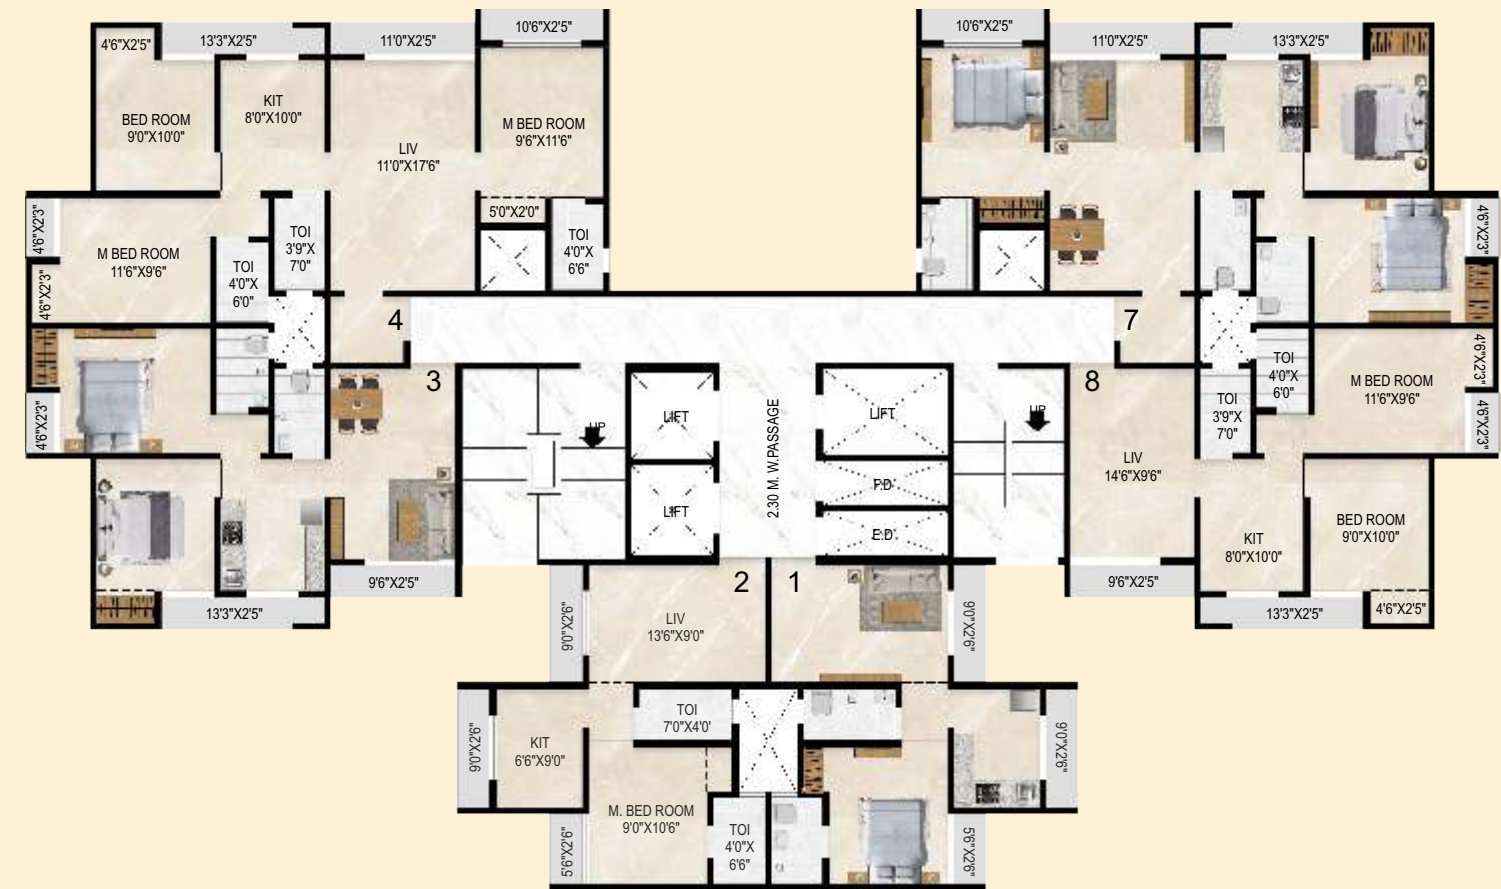 10'6"X2'5"
10'6"X2'5"
4'6"X2'5"
13'3"X2'5"
11'0"X2'5"
11'0"X2'5"
13'3"X2'5"
KIT
8'0"X10'0"
BED ROOM
9'0"X10'0"
M BED ROOM
9'6"X11'6"
LIV
11'0"X17'6"
5'0"X2'0"
4'6"X2'3"
TOI
3'9"X
7'0"
TOI
4'0"X
6'6"
4'6"X2'3"
M BED ROOM
11'6"X9'6"
TOI
4'0"X
6'0"
4'6"X2'3"
4
7
3
8
4'6"X2'3"
TOI
4'0"X
6'0"
M BED ROOM
11'6"X9'6"
4'6"X2'3"
TOI
3'9"X
7'0"
4'6"X2'3"
LIFT
LIFT
UP
UP
2.30 M. W.PASSAGE
LIV
14'6"X9'6"
F.D
LIFT
E.D
BED ROOM
9'0"X10'0"
KIT
8'0"X10'0"
9'6"X2'5"
9'6"X2'5"
13'3"X2'5"
13'3"X2'5"
4'6"X2'5"
2
1
9'0"X2'6"
LIV
13'6"X9'0"
9'0"X2'6"
TOI
7'0"X4'0'
9'0"X2'6"
KIT
6'6"X9'0"
9'0"X2'6"
M. BED ROOM
9'0"X10'6"
TOI
4'0"X
6'6"
5'6"X2'6"
5'6"X2'6"